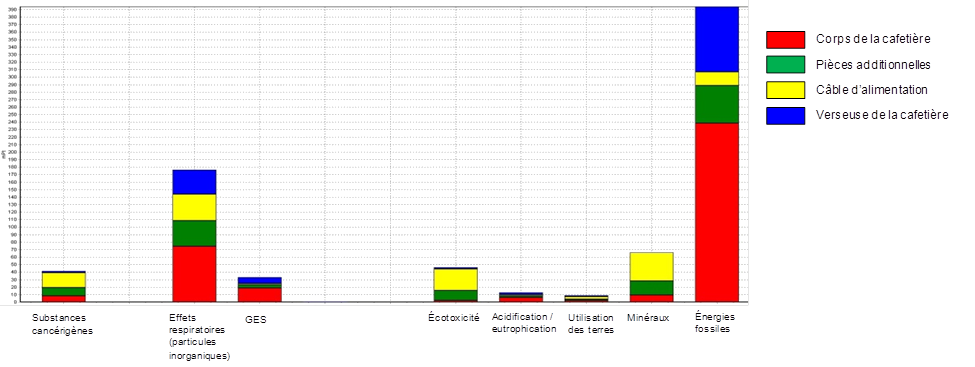 390
380
370
360
350
340
330
320
310
300
290
280
270
260
250
240
230
220
210
200
190
180
170
160
150
140
130
120
110
100
90
80
70
60
50
40
30
20
10
0
mPt
Corps de la cafetière
Pièces additionnelles
Câble d'alimentation
Verseuse de la cafetière
Substances
cancérigènes
Effets
respiratoires
(particules
inorganiques)
GES
Écotoxicité
Acidification /
eutrophication
Utilisation
des terres
Minéraux
Énergies
fossiles